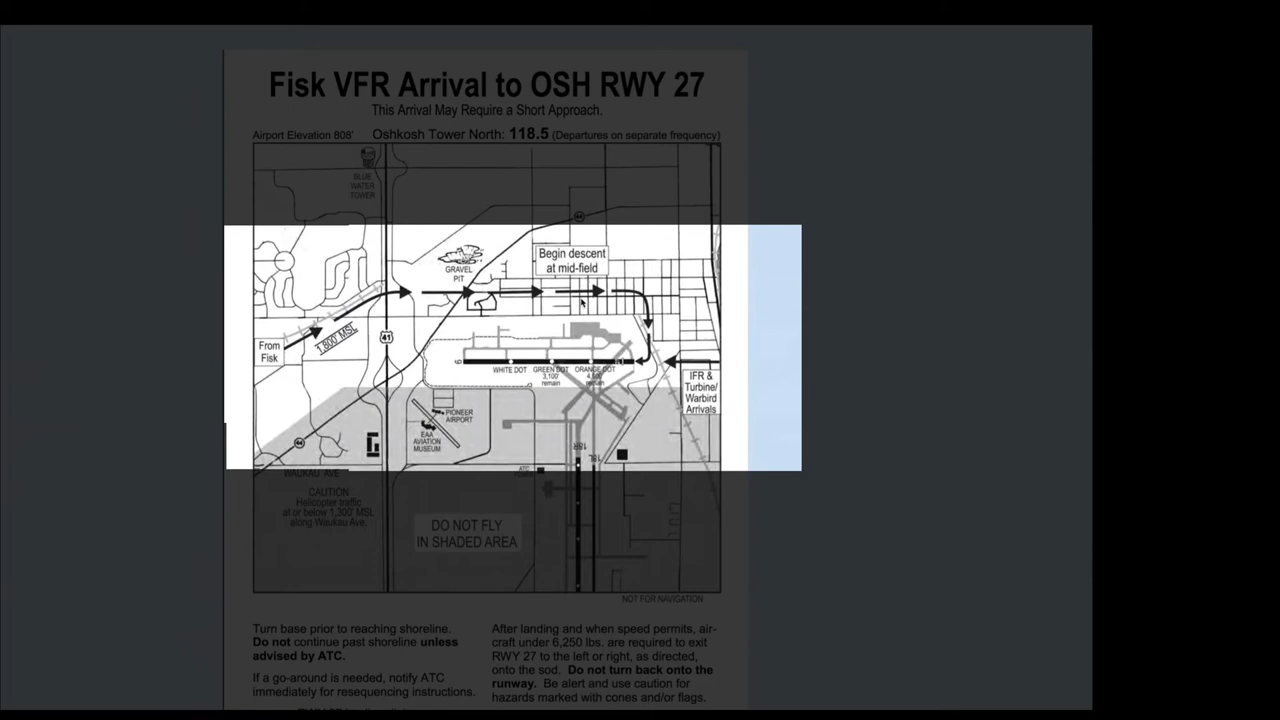 Fisk VFR Arrival to OSH RWY 27
This Arrival May Require a Short Approach.
Airport Elevation 808' Oshkosh Tower North: 118.5 (Departures on separate frequency)
BLUE
WATER
TOWER
44
GRAVEL
PIT
Begin descent
at mid-field
1,800' MSL
41
From
Fisk
9
WHITE DOT
GREEN DOT
3,100'
remain
ORANGE DOT
remain
IFR &
Turbine/
Warbird
Arrivals
PIONEER
AIRPORT
EAA
AVIATION
MUSEUM
44
18R
18L
ATC
WAUKAU AVE
CAUTION
Helicopter traffic
at or below 1,300' MSL
along Waukau Ave.
DO NOT FLY
IN SHADED AREA
NOT FOR NAVIGATION
Turn base prior to reaching shoreline.
Do not continue past shoreline unless
advised by ATC.
If a go-around is needed, notify ATC
immediately for resequencing instructions.
After landing and when speed permits, air-
craft under 6,250 lbs. are required to exit
RWY 27 to the left or right, as directed,
onto the sod. Do not turn back onto the
runway. Be alert and use caution for
hazards marked with cones and/or flags.